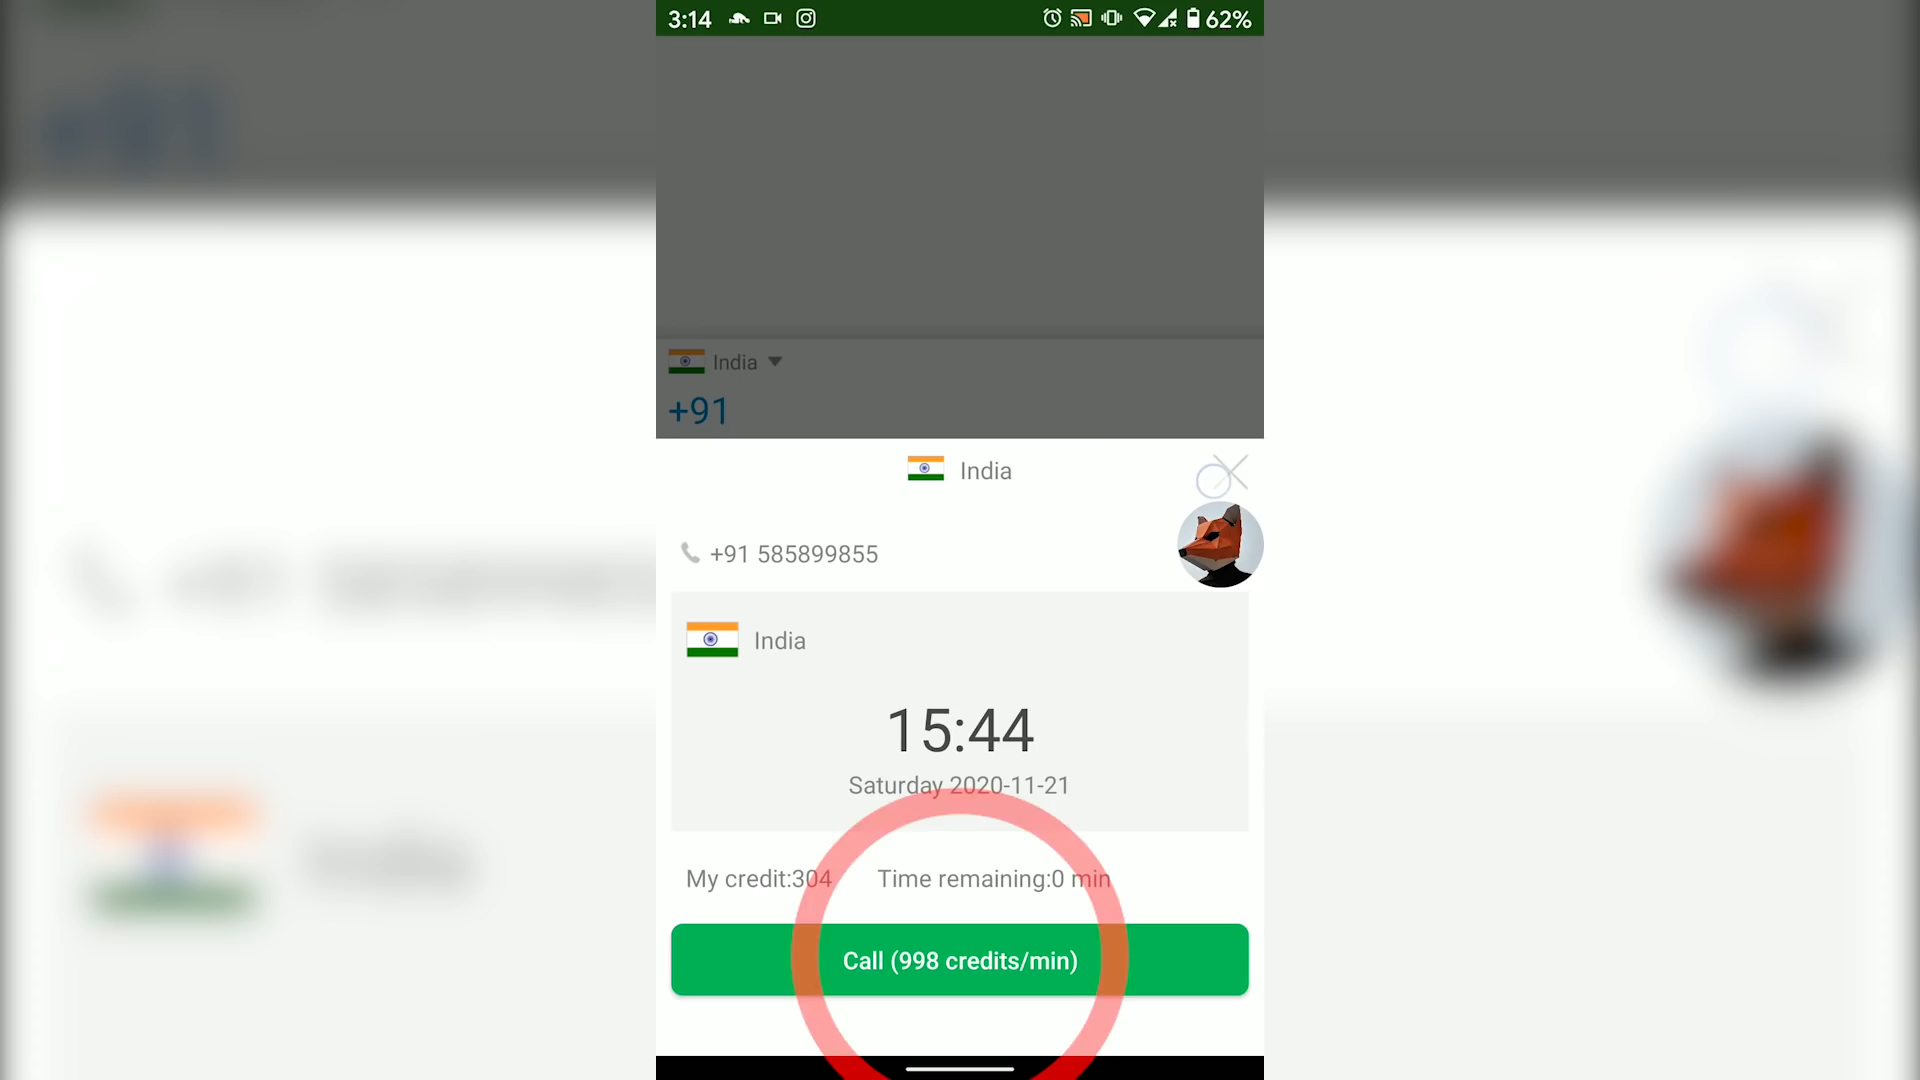 3:14
62%
India
+91
India
+91 585899855
India
15:44
Saturday 2020-11-21
My credit:304 Time remaining:0 min
Call (998 credits/min)